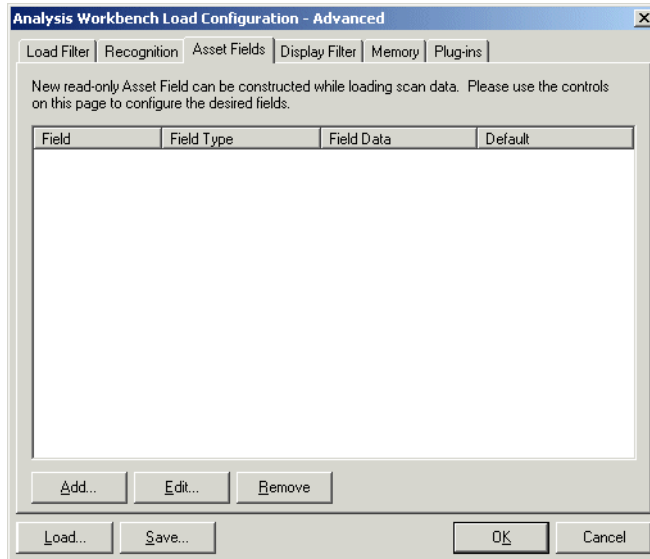 Analysis Workbench Load Configuration - Advanced
Load Filter Recognition Asset Fields Display Filter Memory Plug-ins
New read-only Asset Field can be constructed while loading scan data. Please use the controls
on this page to configure the desired fields.
Field Field Type Field Data Default
Add... Edit... Remove
Load... Save... OK Cancel